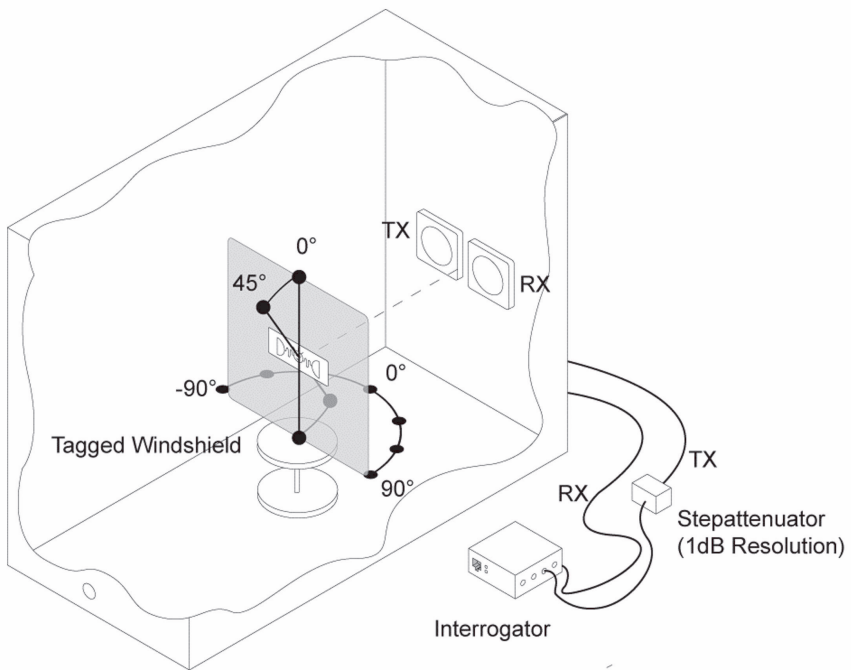 TX
RX
0°
45°
0°
-90°
90°
Tagged Windshield
TX
RX
Stepattenuator
(1dB Resolution)
Interrogator